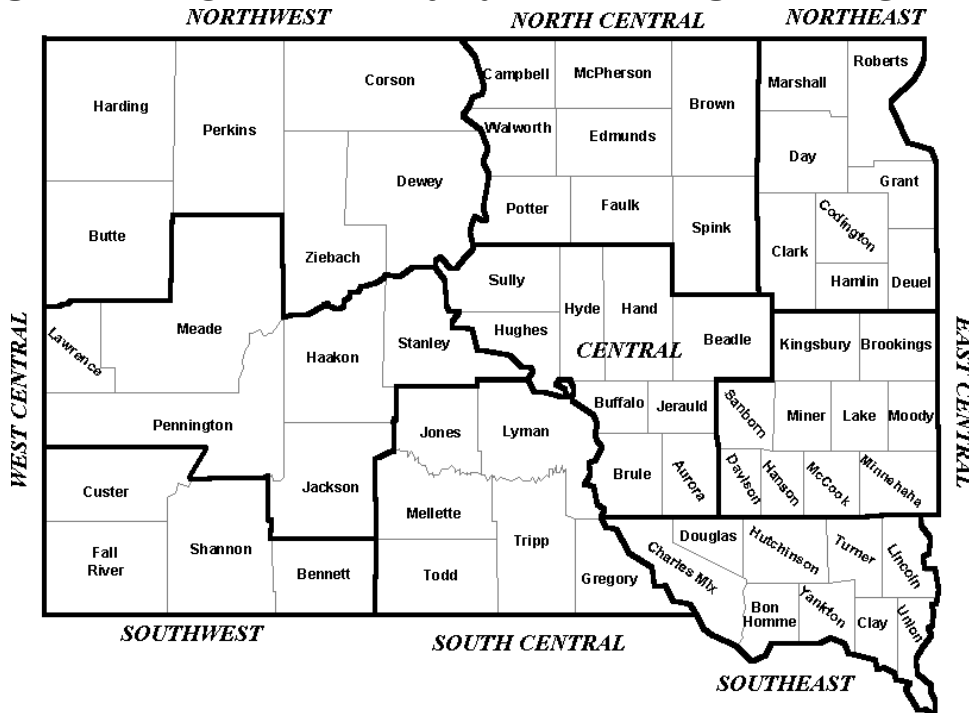 NORTHWEST
NORTH CENTRAL
NORTHEAST
Harding
Perkins
Corson
Campbell
McPherson
Brown
Marshall
Roberts
Walworth
Edmunds
Day
Dewey
Grant
Butte
Ziebach
Potter
Faulk
Spink
Clark
Codington
Hamlin
Deuel
WEST CENTRAL
Lawrence
Meade
Haakon
Stanley
Sully
Hughes
Hyde
Hand
Beadle
CENTRAL
Kingsbury
Brookings
EAST CENTRAL
Pennington
Jones
Lyman
Buffalo
Jerauld
Sanborn
Miner
Lake
Moody
Custer
Jackson
Brule
Aurora
Davison
Hanson
McCook
Minnehaha
Mellette
Tripp
Fall
River
Shannon
Bennett
Todd
Gregory
Charles Mix
Douglas
Hutchinson
Turner
Lincoln
Bon
Homme
Yankton
Clay
Union
SOUTHWEST
SOUTH CENTRAL
SOUTHEAST